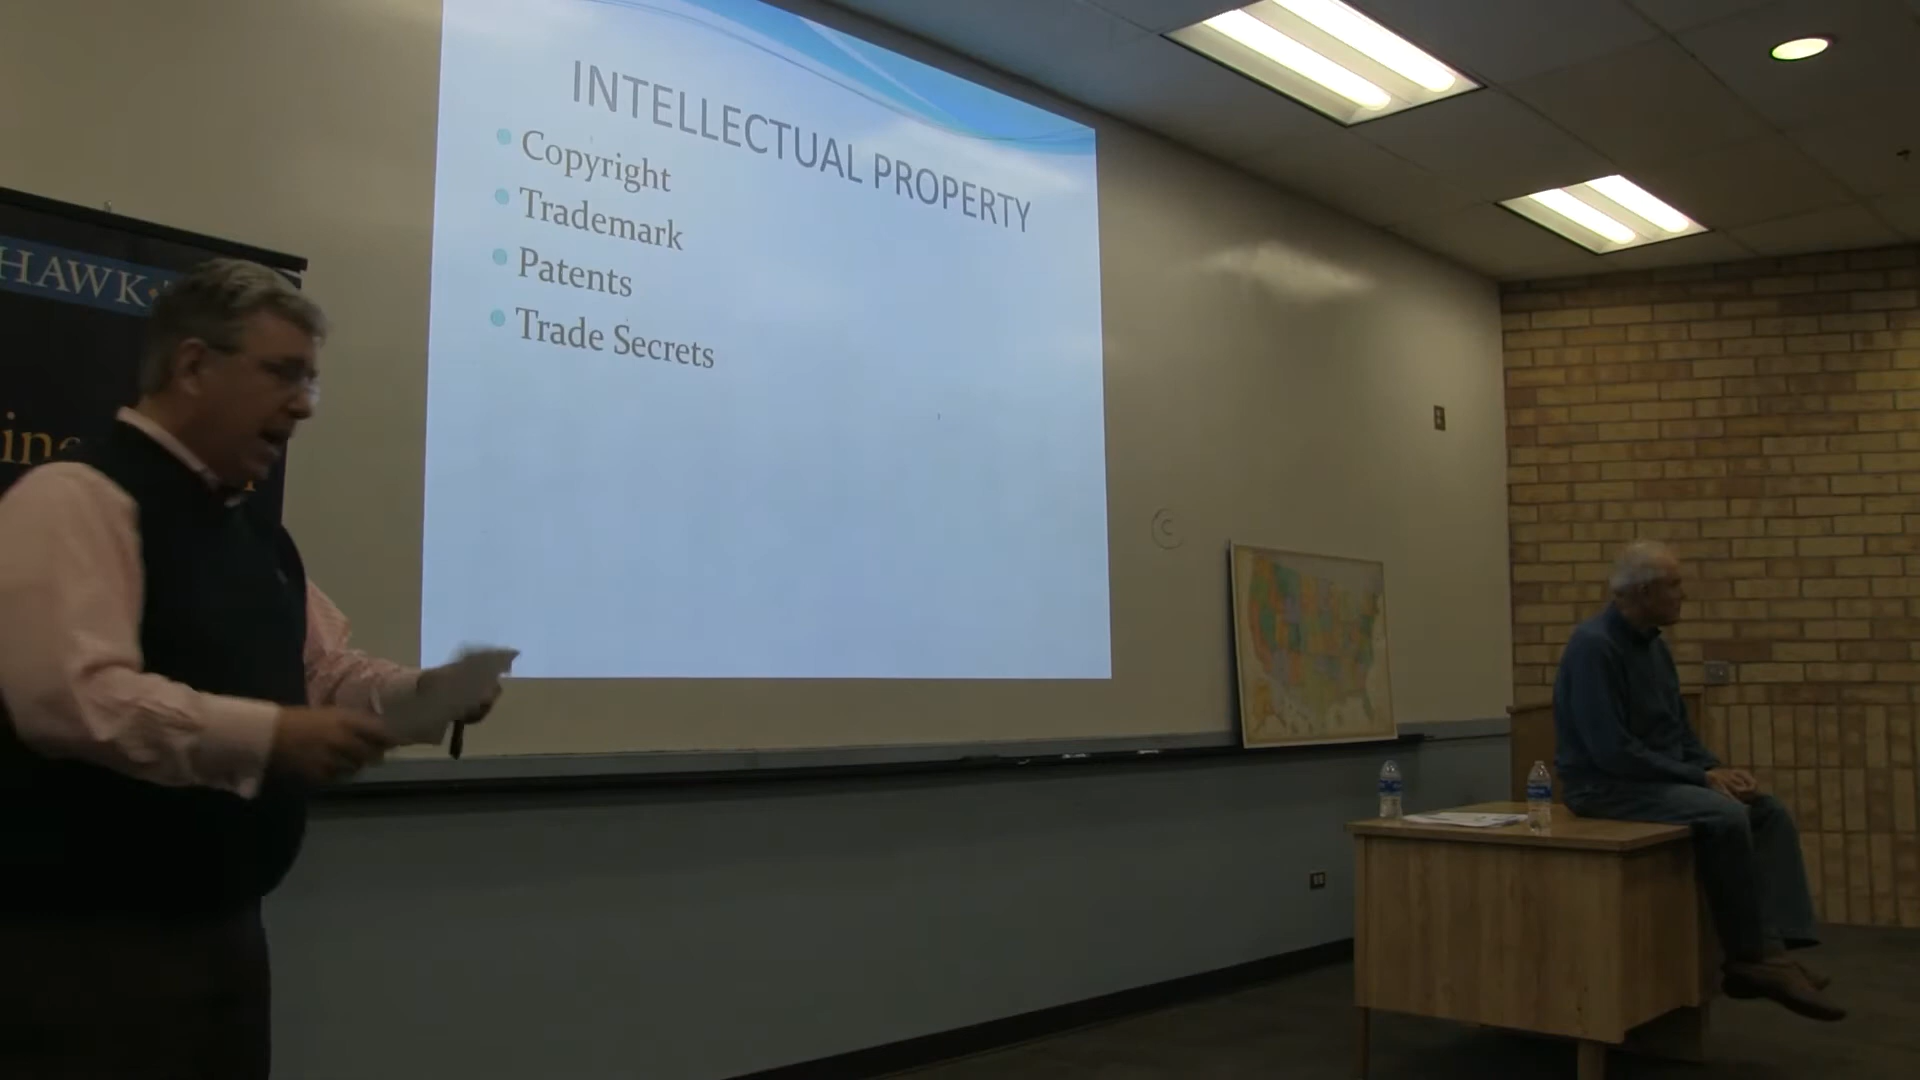 INTELLECTUAL PROPERTY
Copyright
Trademark
Patents
Trade Secrets
HAWK
C